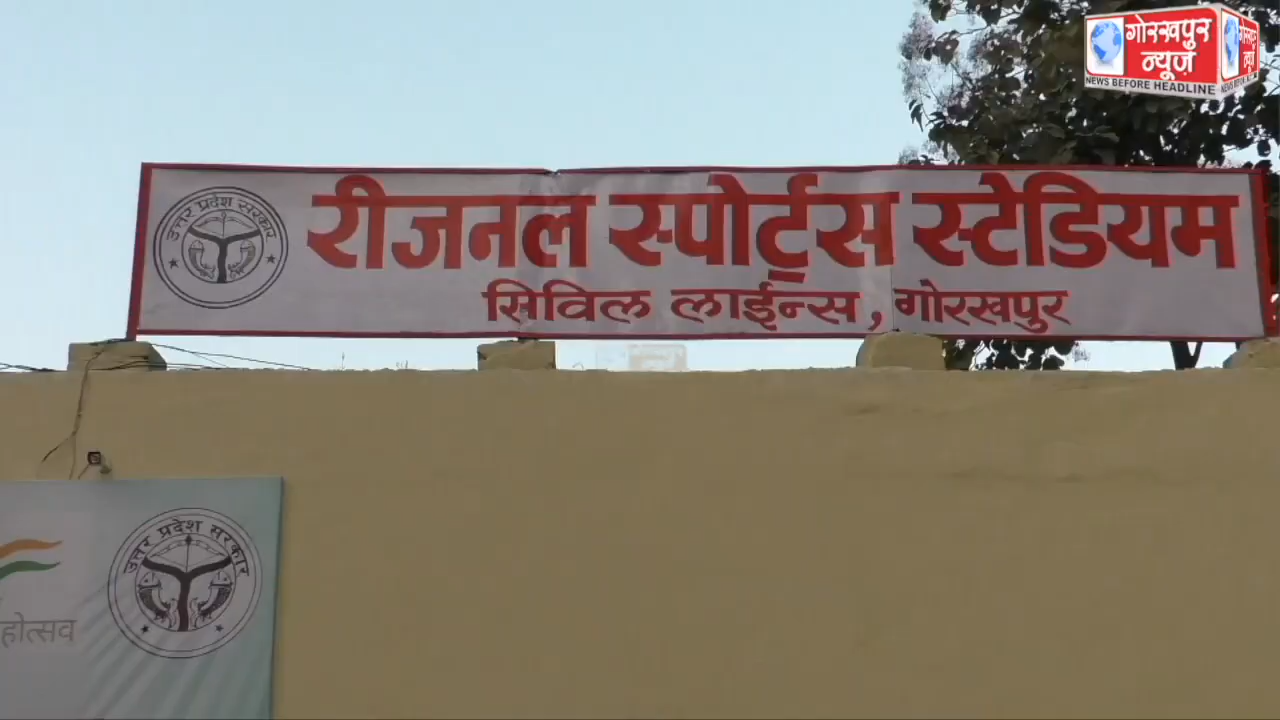 गोरखपुर
न्यूज़
NEWS BEFORE HEADLINE
उत्तर प्रदेश सरकार
रीजनल स्पोर्ट्स स्टेडियम
सिविल लाईन्स, गोरखपुर
उत्तर प्रदेश सरकार
होत्सव